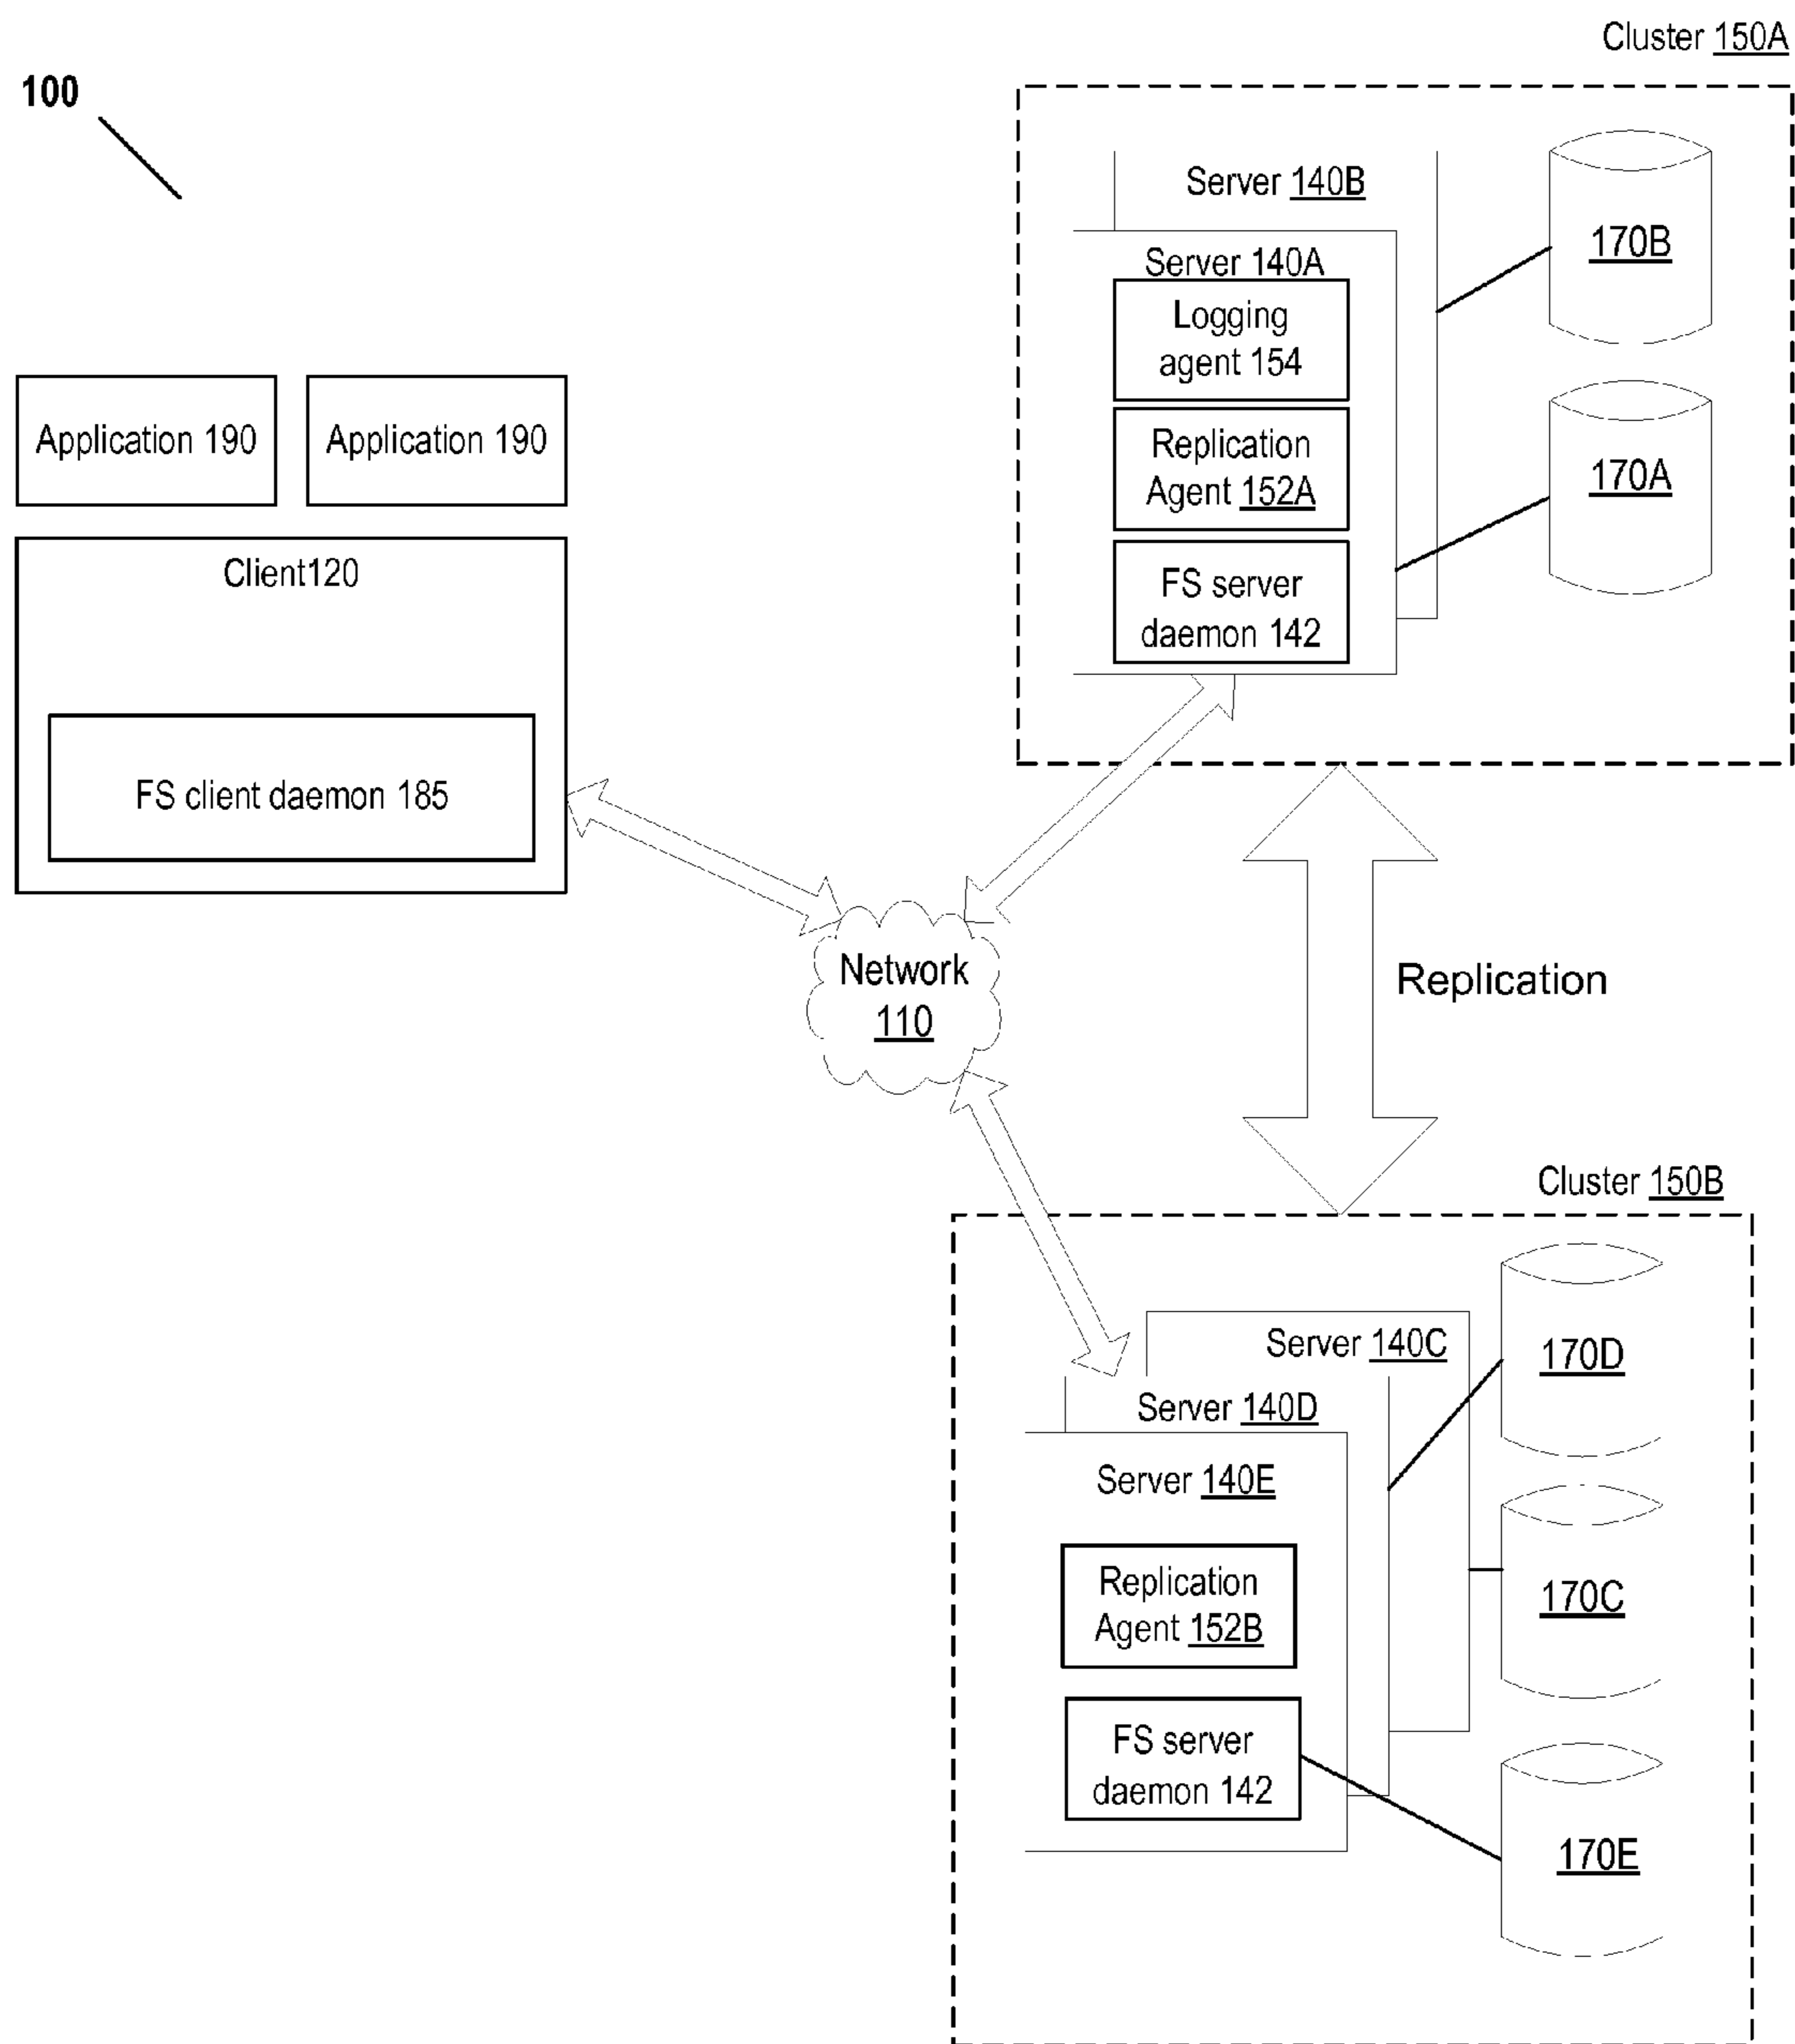 Cluster 150A
100
Server 140B
170B
Server 140A
Logging
agent 154
Replication
Agent 152A
170A
FS server
daemon 142
Application 190
Application 190
Client120
FS client daemon 185
Network
110
Replication
Cluster 150B
Server 140C
170D
Server 140D
Server 140E
Replication
Agent 152B
170C
FS server
daemon 142
170E